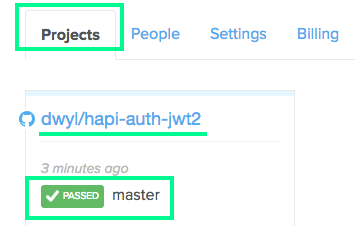 Projects People Settings Billing
dwyl/hapi-auth-jwt2
3 minutes ago
PASSED master